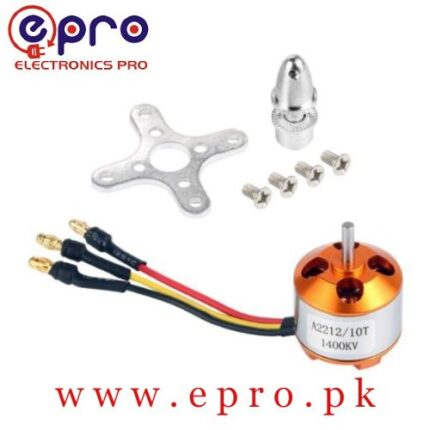 epro
ELECTRONICS PRO
A2212/10T
1400KV
www.epro.pk